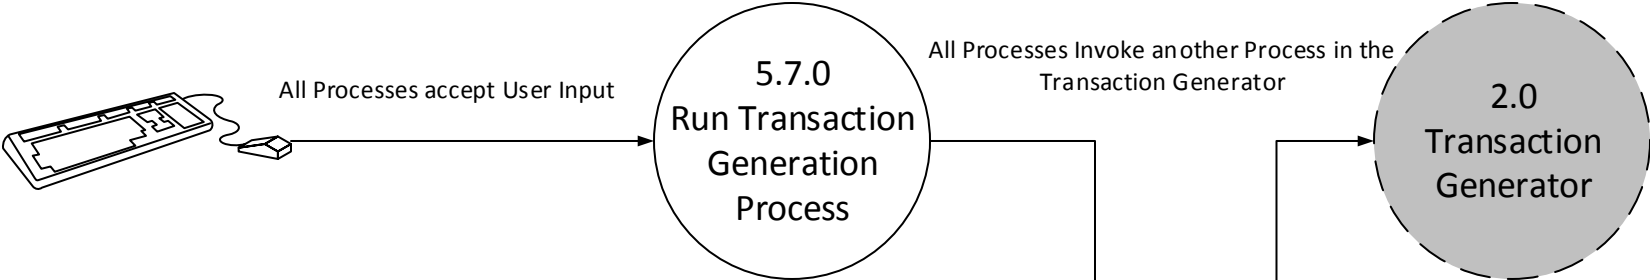 All Processes accept User Input
5.7.0
Run Transaction
Generation
Process
All Processes Invoke another Process in the
Transaction Generator
2.0
Transaction
Generator